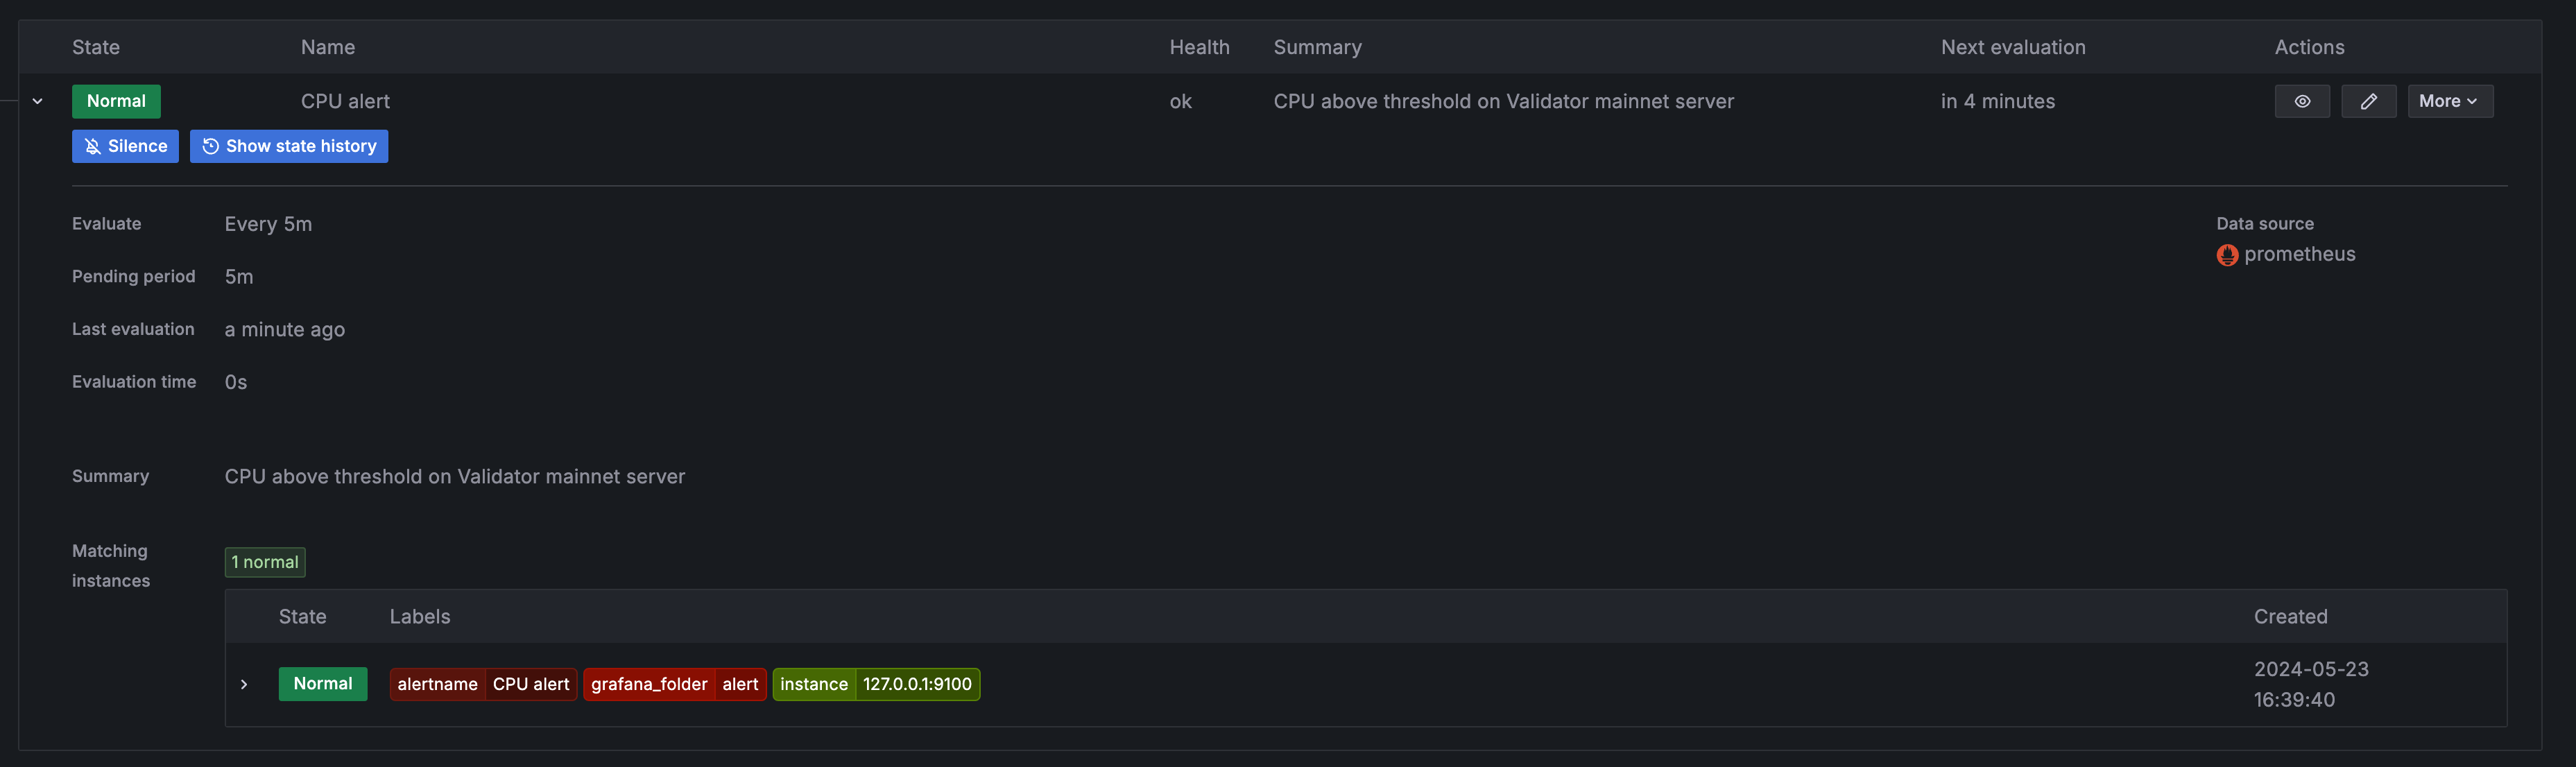 State Name Health Summary Next evaluation Actions
Normal CPU alert ok CPU above threshold on Validator mainnet server in 4 minutes More
Silence Show state history
Evaluate Every 5m Data source
prometheus
Pending period 5m
Last evaluation a minute ago
Evaluation time 0s
Summary CPU above threshold on Validator mainnet server
Matching
instances
1 normal
State Labels Created
Normal alertname CPU alert grafana_folder alert instance 127.0.0.1:9100 2024-05-23
16:39:40